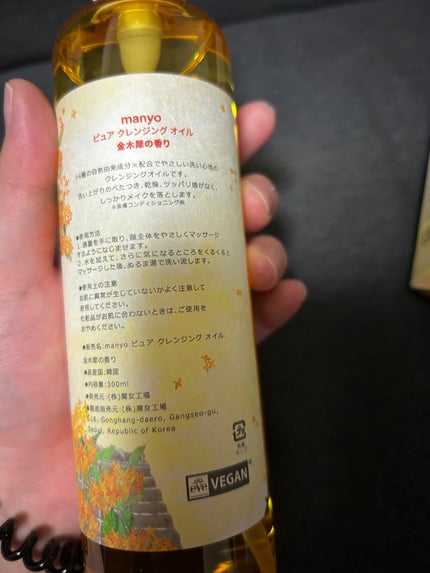 manyo
ピュア クレンジング オイル
金木犀の香り
24種の自然由来成分※配合でやさしい洗い心地の
クレンジングオイルです。
洗い上がりのべたつき、乾燥、ツッパリ感がなく、
しっかりメイクを落とします。
※皮膚コンディショニング剤
●使用方法
1.適量を手に取り、顔全体をやさしくマッサージ
するようになじませます。
2.水を加えて、さらに気になるところをくるくると
マッサージした後、ぬるま湯で洗い流します。
●使用上の注意
お肌に異常が生じていないかよく注意して
使用してください。
化粧品がお肌に合わないときは、ご使用を
おやめください。
●販売名:manyo ピュア クレンジング オイル
金木犀の香り
●原産国:韓国
●内容量:300ml
●発売元:(株)魔女工場
●製造販売元:(株)魔女工場
618, Gonghang-daero, Gangseo-gu,
Seoul, Republic of Korea
プラ
eve VEGAN